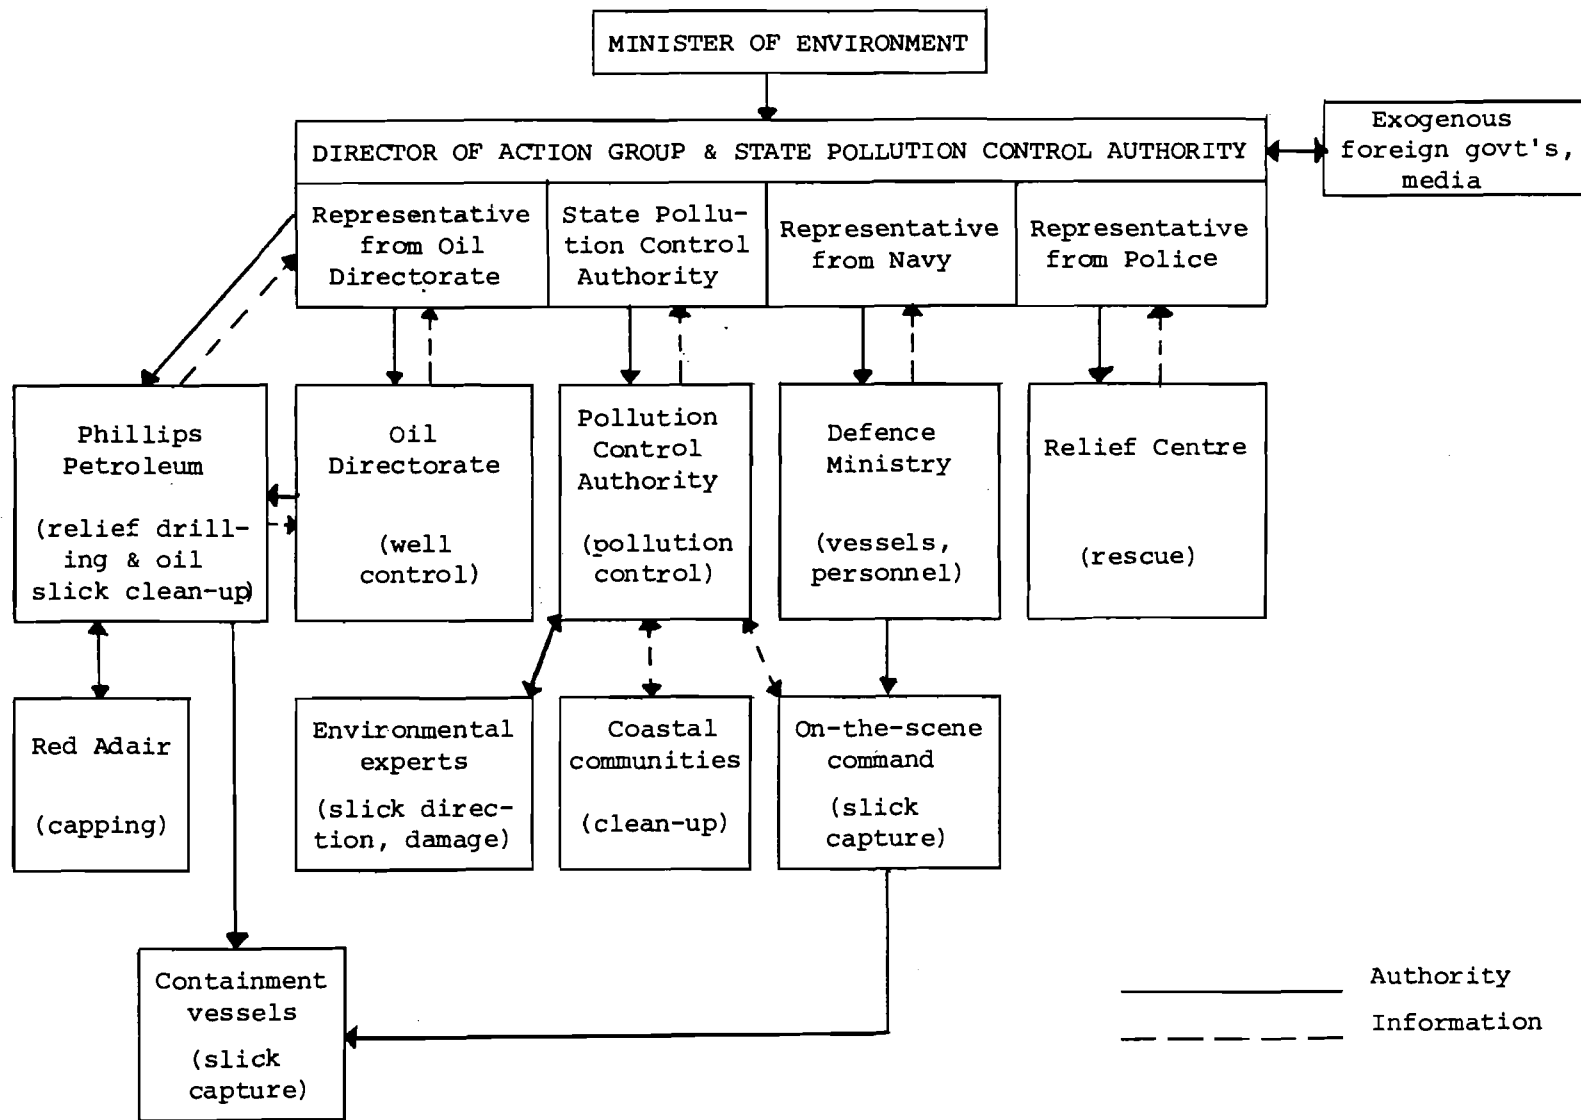 MINISTER OF ENVIRONMENT
DIRECTOR OF ACTION GROUP & STATE POLLUTION CONTROL AUTHORITY
Exogenous
foreign govt's,
media
Representative
from Oil
Directorate
State Pollu-
tion Control
Authority
Representative
from Navy
Representative
from Police
Phillips
Petroleum
(relief drill-
ing & oil
slick clean-up)
Oil
Directorate
(well
control)
Pollution
Control
Authority
(pollution
control)
Defence
Ministry
(vessels,
personnel)
Relief Centre
(rescue)
Red Adair
(capping)
Environmental
experts
(slick direc-
tion, damage)
Coastal
communities
(clean-up)
On-the-scene
command
(slick
capture)
Containment
vessels
(slick
capture)
Authority
Information